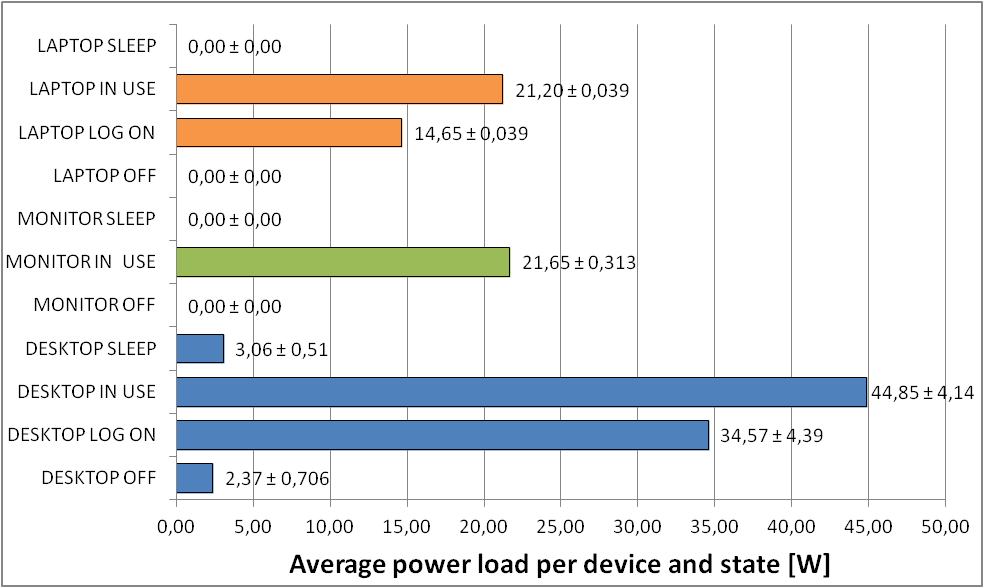 LAPTOP SLEEP 0,00 ± 0,00
LAPTOP IN USE 21,20 ± 0,039
LAPTOP LOG ON 14,65 ± 0,039
LAPTOP OFF 0,00 ± 0,00
MONITOR SLEEP 0,00 ± 0,00
MONITOR IN  USE 21,65 ± 0,313
MONITOR OFF 0,00 ± 0,00
DESKTOP SLEEP 3,06 ± 0,51
DESKTOP IN USE 44,85 ± 4,14
DESKTOP LOG ON 34,57 ± 4,39
DESKTOP OFF 2,37 ± 0,706
0,00 5,00 10,00 15,00 20,00 25,00 30,00 35,00 40,00 45,00 50,00
Average power load per device and state [W]